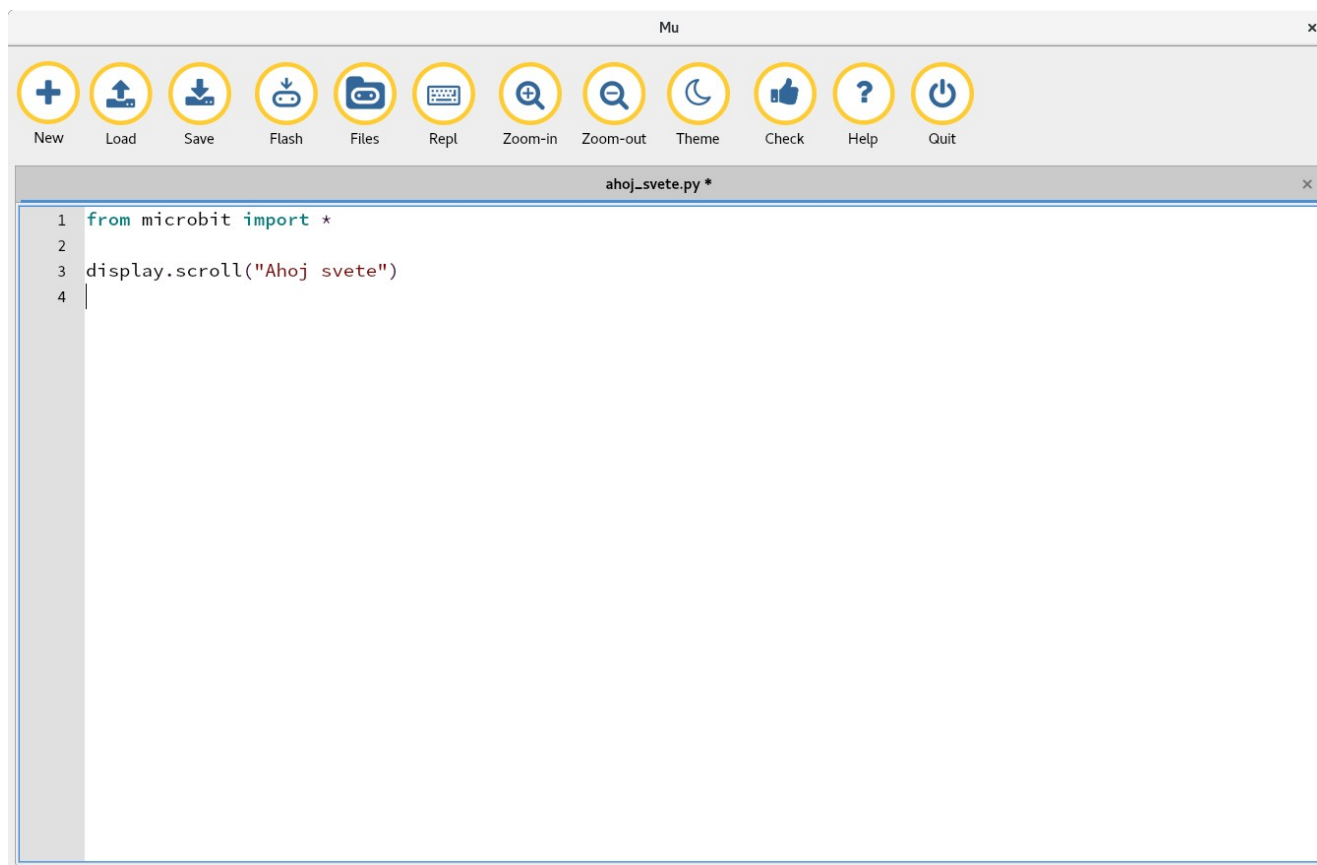 Mu ×
New Load Save Flash Files Repl Zoom-in Zoom-out Theme Check Help Quit
ahoj_svete.py * ×
1 from microbit import *
2
3 display.scroll("Ahoj svete")
4